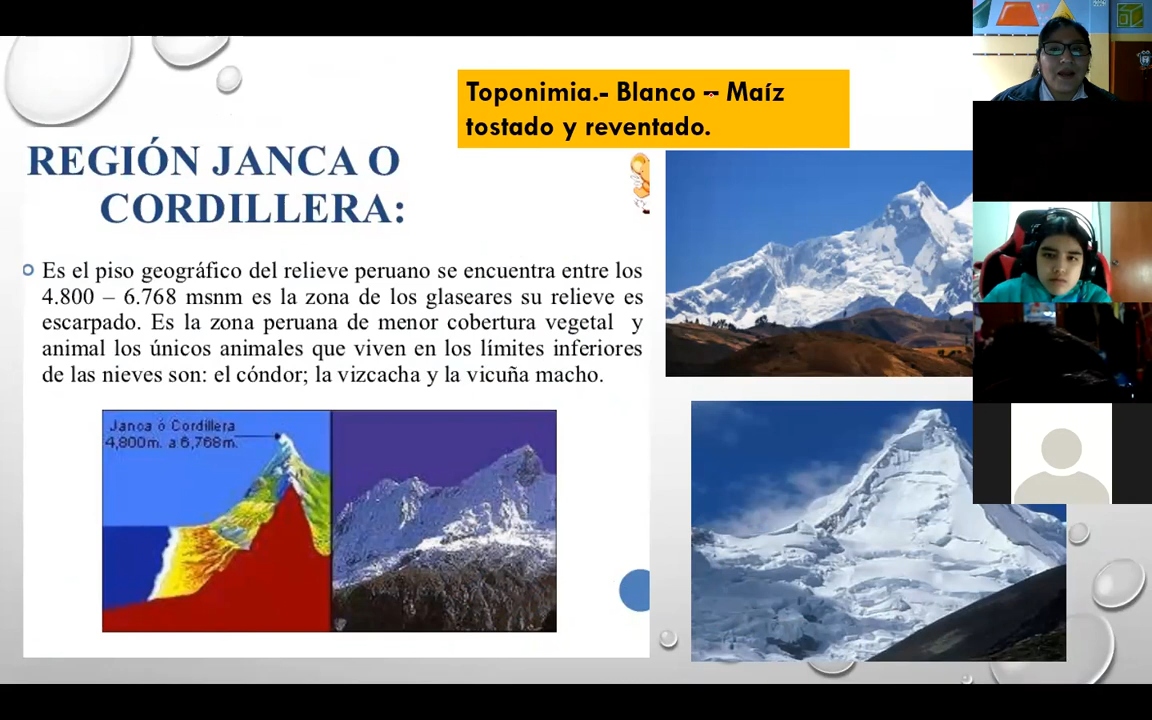 Toponimia.- Blanco – Maíz
tostado y reventado.
REGIÓN JANCA O
CORDILLERA:
Es el piso geográfico del relieve peruano se encuentra entre los
4.800 – 6.768 msnm es la zona de los glaseares su relieve es
escarpado. Es la zona peruana de menor cobertura vegetal y
animal los únicos animales que viven en los límites inferiores
de las nieves son: el cóndor; la vizcacha y la vicuña macho.
Janca ó Cordillera
4,800m. a 6,768m.